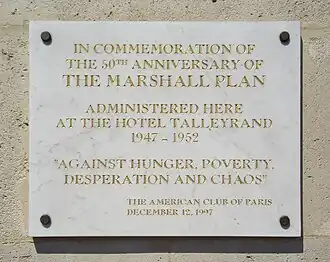 IN COMMEMORATION OF
THE 50TH ANNIVERSARY OF
THE MARSHALL PLAN
ADMINISTERED HERE
AT THE HOTEL TALLEYRAND
1947 - 1952
"AGAINST HUNGER, POVERTY,
DESPERATION AND CHAOS"
THE AMERICAN CLUB OF PARIS
DECEMBER 12, 1997